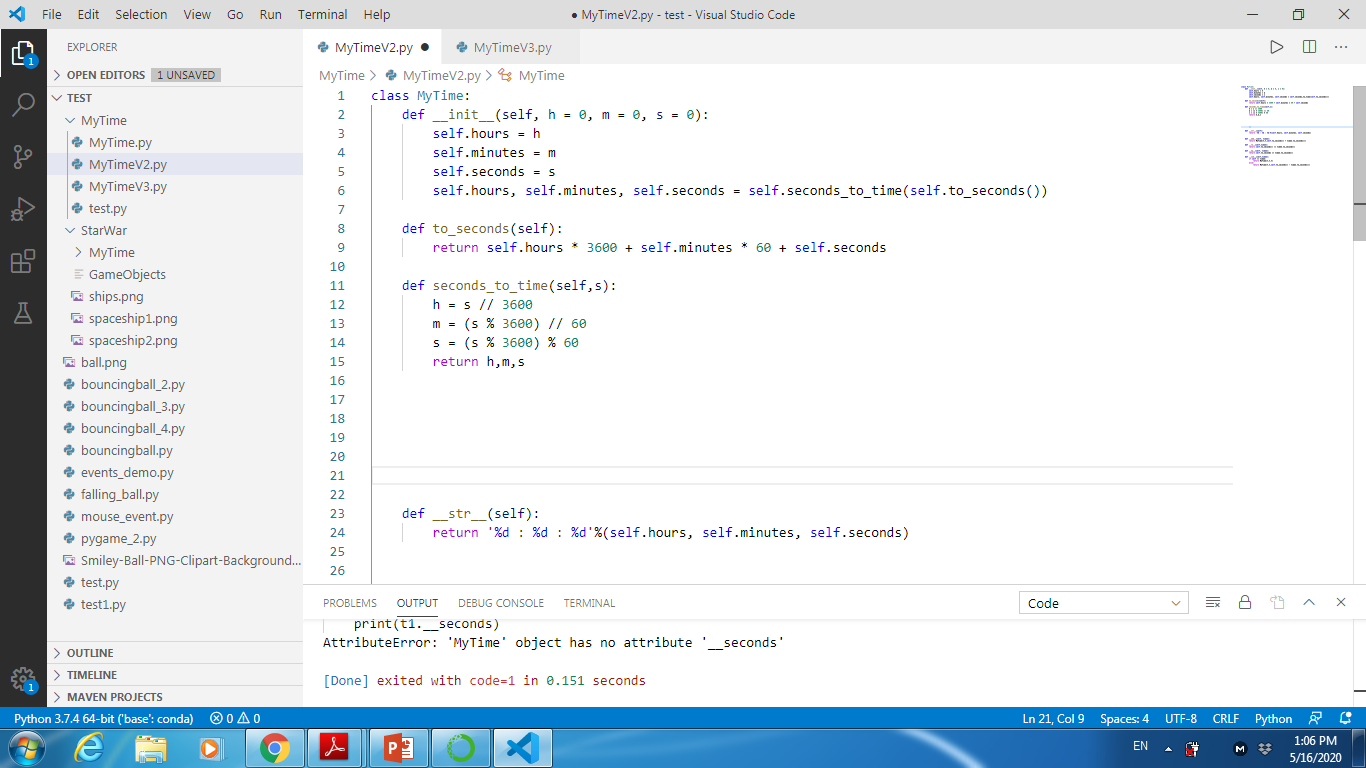 File Edit Selection View Go Run Terminal Help ● MyTimeV2.py - test - Visual Studio Code
EXPLORER
OPEN EDITORS 1 UNSAVED
TEST
MyTime
MyTime.py
MyTimeV2.py
MyTimeV3.py
test.py
StarWar
MyTime
GameObjects
ships.png
spaceship1.png
spaceship2.png
ball.png
bouncingball_2.py
bouncingball_3.py
bouncingball_4.py
bouncingball.py
events_demo.py
falling_ball.py
mouse_event.py
pygame_2.py
Smiley-Ball-PNG-Clipart-Background...
test.py
test1.py
OUTLINE
TIMELINE
MAVEN PROJECTS
MyTimeV2.py ● MyTimeV3.py
MyTime > MyTimeV2.py > MyTime
1 class MyTime:
2     def __init__(self, h = 0, m = 0, s = 0):
3         self.hours = h
4         self.minutes = m
5         self.seconds = s
6         self.hours, self.minutes, self.seconds = self.seconds_to_time(self.to_seconds())
7
8     def to_seconds(self):
9         return self.hours * 3600 + self.minutes * 60 + self.seconds
10
11     def seconds_to_time(self,s):
12         h = s // 3600
13         m = (s % 3600) // 60
14         s = (s % 3600) % 60
15         return h,m,s
16
17
18
19
20
21
22
23     def __str__(self):
24         return '%d : %d : %d'%(self.hours, self.minutes, self.seconds)
25
26
PROBLEMS OUTPUT DEBUG CONSOLE TERMINAL Code
print(t1.__seconds)
AttributeError: 'MyTime' object has no attribute '__seconds'
[Done] exited with code=1 in 0.151 seconds
1
1
Python 3.7.4 64-bit ('base': conda) 0 0 Ln 21, Col 9 Spaces: 4 UTF-8 CRLF Python
EN 1:06 PM
5/16/2020